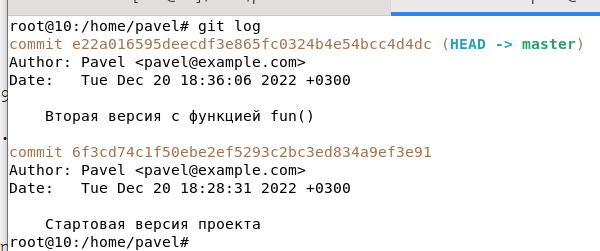 root@10:/home/pavel# git log
commit e22a016595deecdf3e865fc0324b4e54bcc4d4dc (HEAD -> master)
Author: Pavel <pavel@example.com>
Date:   Tue Dec 20 18:36:06 2022 +0300
Вторая версия с функцией fun()
commit 6f3cd74c1f50ebe2ef5293c2bc3ed834a9ef3e91
Author: Pavel <pavel@example.com>
Date:   Tue Dec 20 18:28:31 2022 +0300
Стартовая версия проекта
root@10:/home/pavel#